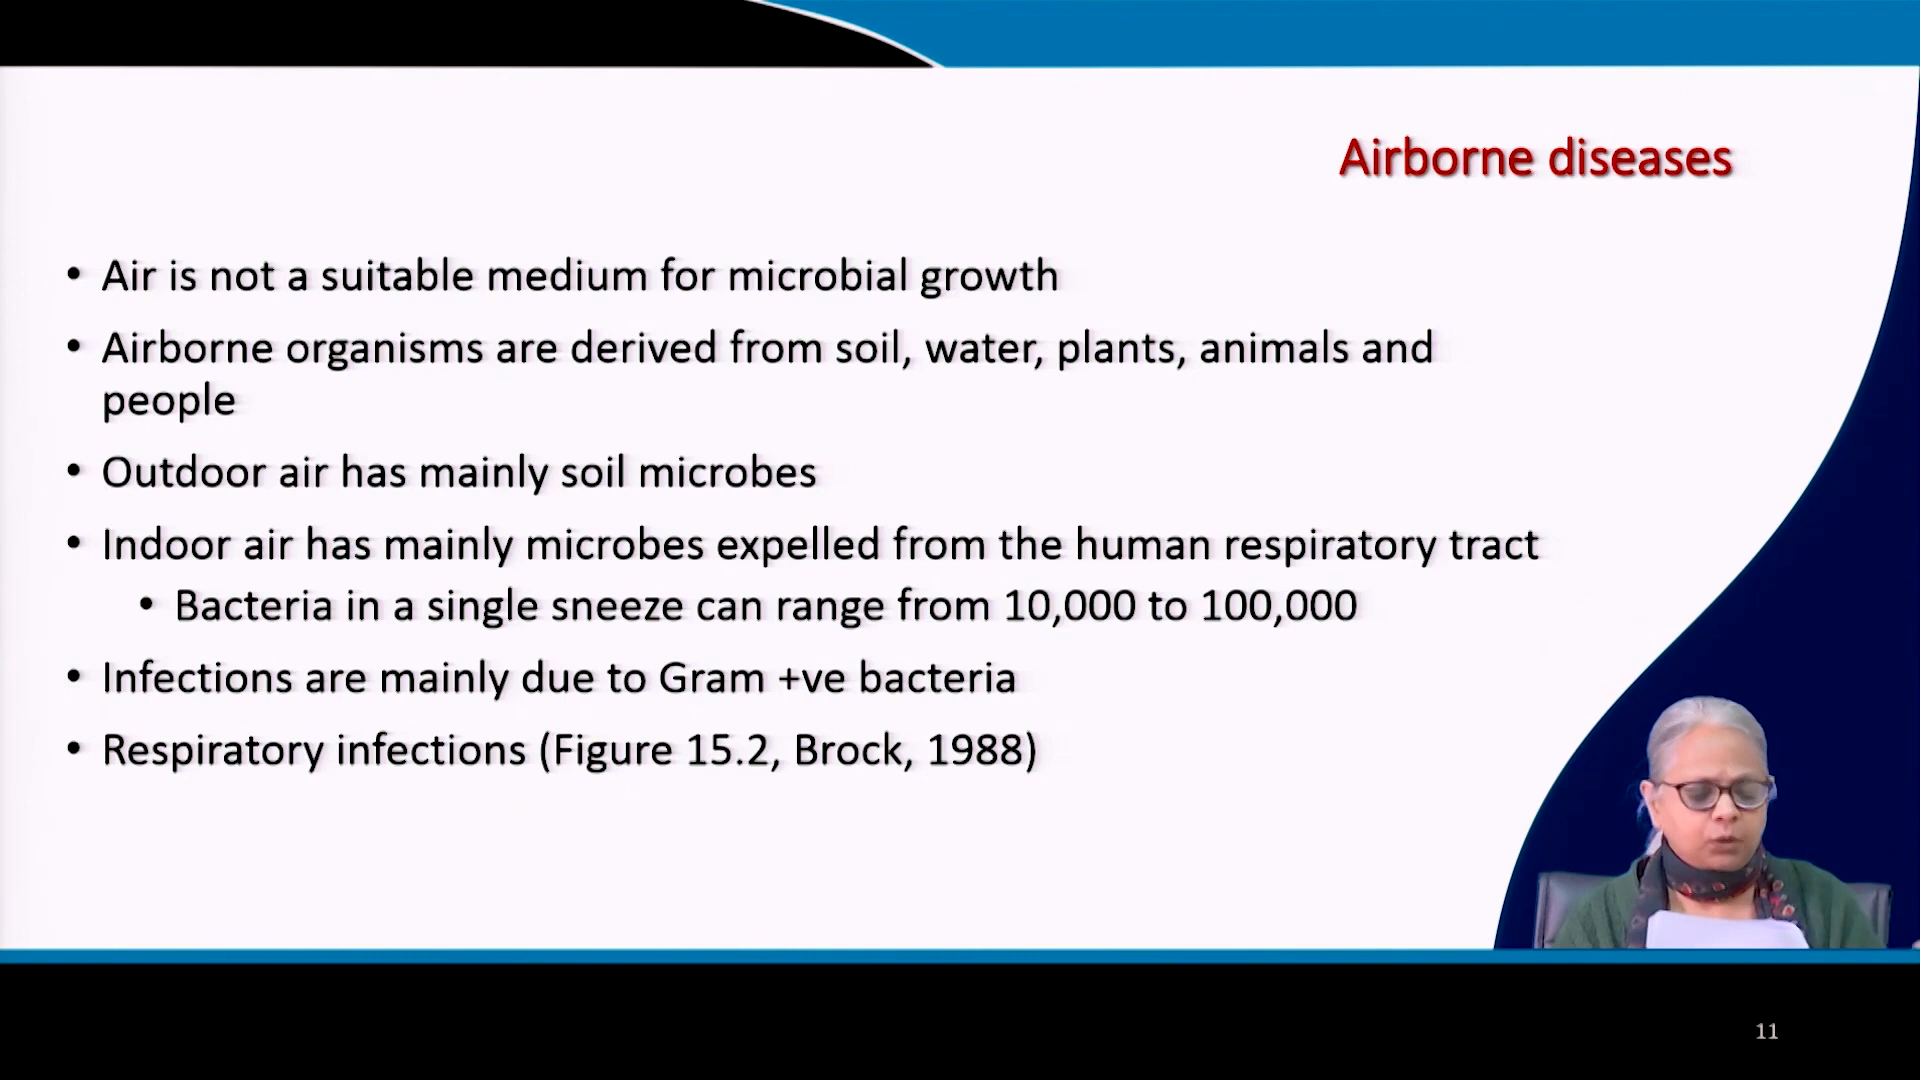 Airborne diseases
• Air is not a suitable medium for microbial growth
• Airborne organisms are derived from soil, water, plants, animals and
people
• Outdoor air has mainly soil microbes
• Indoor air has mainly microbes expelled from the human respiratory tract
• Bacteria in a single sneeze can range from 10,000 to 100,000
• Infections are mainly due to Gram +ve bacteria
• Respiratory infections (Figure 15.2, Brock, 1988)
11